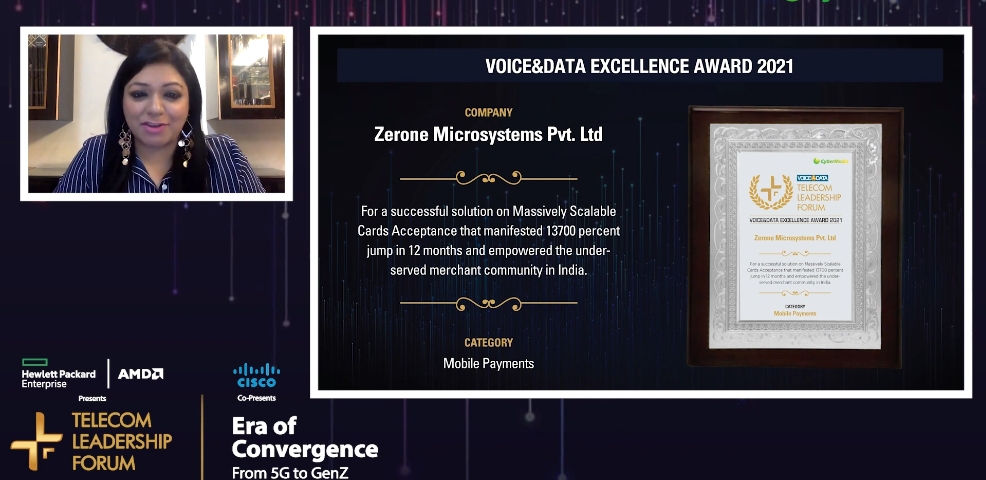 VOICE&DATA EXCELLENCE AWARD 2021
COMPANY
Zerone Microsystems Pvt. Ltd
For a successful solution on Massively Scalable
Cards Acceptance that manifested 13700 percent
jump in 12 months and empowered the under-
served merchant community in India.
CATEGORY
Mobile Payments
VOICE&DATA
TELECOM
LEADERSHIP
FORUM
VOICE&DATA EXCELLENCE AWARD 2021
Zerone Microsystems Pvt. Ltd
For a successful solution on Massively Scalable
Cards Acceptance that manifested 13700 percent
jump in 12 months and empowered the under-
served merchant community in India.
CATEGORY
Mobile Payments
Hewlett Packard
Enterprise
AMD
Presents
TELECOM
LEADERSHIP
FORUM
CISCO
Co-Presents
Era of
Convergence
From 5G to GenZ